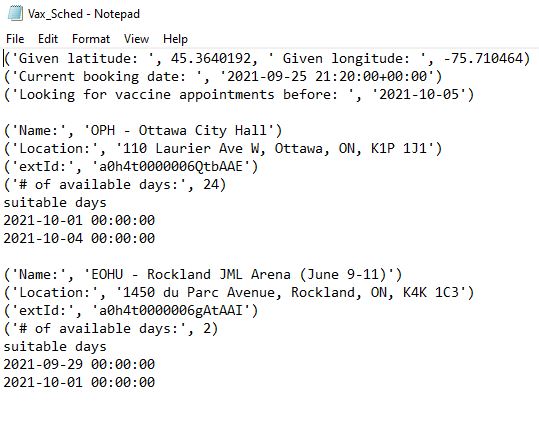 Vax_Sched - Notepad
File Edit Format View Help
('Given latitude: ', 45.3640192, ' Given longitude: ', -75.710464)
('Current booking date: ', '2021-09-25 21:20:00+00:00')
('Looking for vaccine appointments before: ', '2021-10-05')
('Name:', 'OPH - Ottawa City Hall')
('Location:', '110 Laurier Ave W, Ottawa, ON, K1P 1J1')
('extId:', 'a0h4t0000006QtbAAE')
('# of available days:', 24)
suitable days
2021-10-01 00:00:00
2021-10-04 00:00:00
('Name:', 'EOHU - Rockland JML Arena (June 9-11)')
('Location:', '1450 du Parc Avenue, Rockland, ON, K4K 1C3')
('extId:', 'a0h4t0000006gAtAAI')
('# of available days:', 2)
suitable days
2021-09-29 00:00:00
2021-10-01 00:00:00